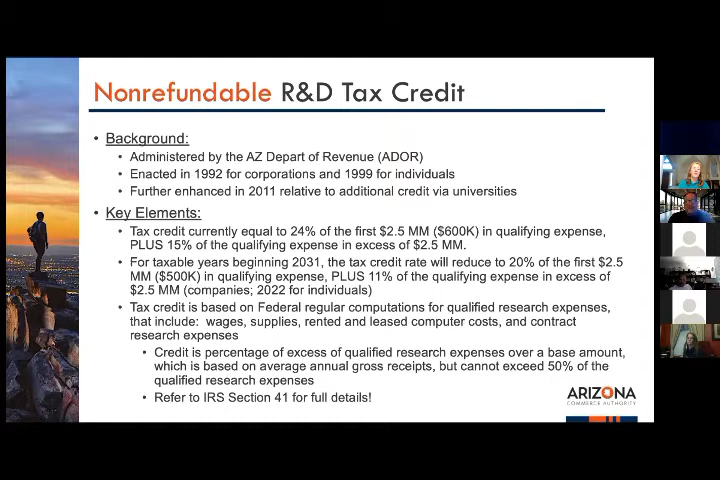 Nonrefundable R&D Tax Credit
• Background:
• Administered by the AZ Depart of Revenue (ADOR)
• Enacted in 1992 for corporations and 1999 for individuals
• Further enhanced in 2011 relative to additional credit via universities
• Key Elements:
• Tax credit currently equal to 24% of the first $2.5 MM ($600K) in qualifying expense,
PLUS 15% of the qualifying expense in excess of $2.5 MM.
• For taxable years beginning 2031, the tax credit rate will reduce to 20% of the first $2.5
MM ($500K) in qualifying expense, PLUS 11% of the qualifying expense in excess of
$2.5 MM (companies; 2022 for individuals)
• Tax credit is based on Federal regular computations for qualified research expenses,
that include: wages, supplies, rented and leased computer costs, and contract
research expenses
• Credit is percentage of excess of qualified research expenses over a base amount,
which is based on average annual gross receipts, but cannot exceed 50% of the
qualified research expenses
• Refer to IRS Section 41 for full details!
ARIZONA
COMMERCE AUTHORITY